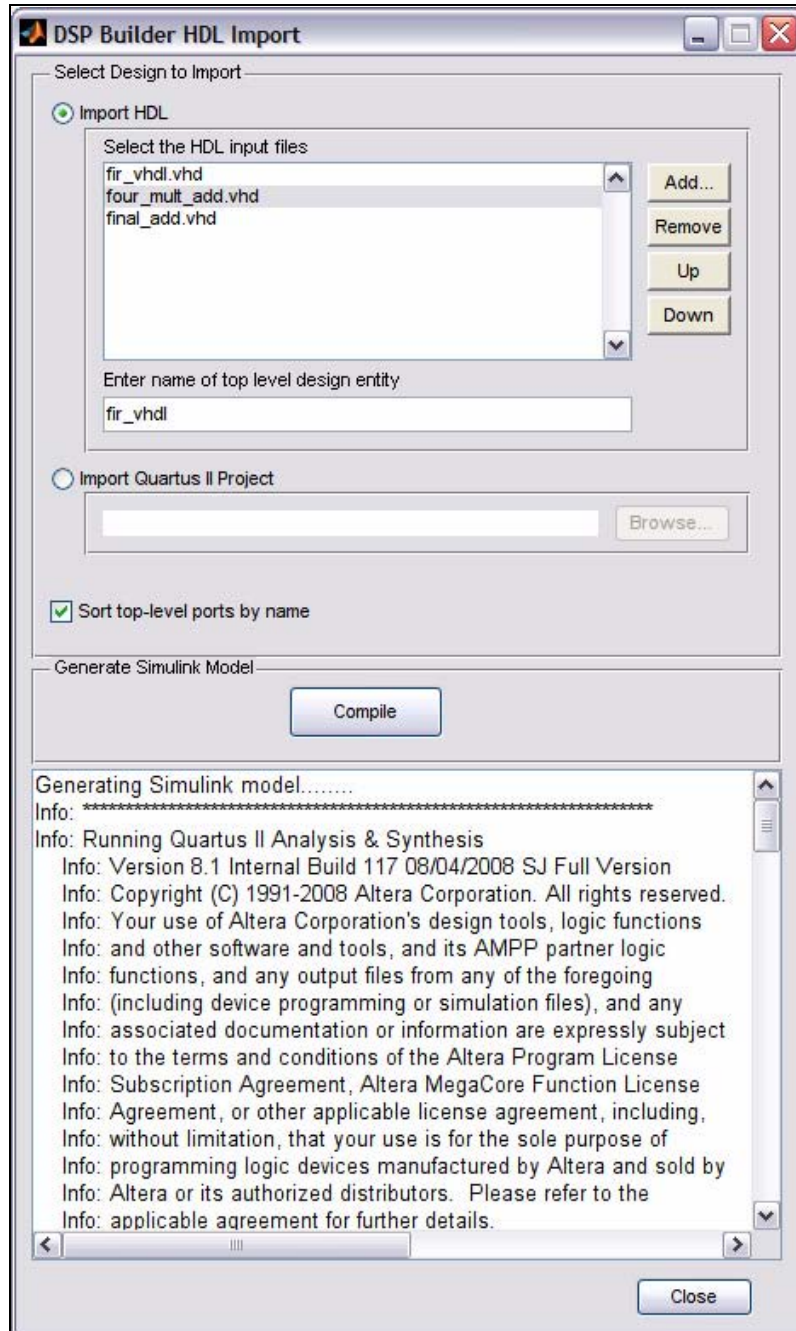 DSP Builder HDL Import
Select Design to Import
Import HDL
Select the HDL input files
fir_vhdl.vhd
four_mult_add.vhd
final_add.vhd
Add...
Remove
Up
Down
Enter name of top level design entity
fir_vhdl
Import Quartus II Project
Browse...
Sort top-level ports by name
Generate Simulink Model
Compile
Generating Simulink model........
Info: *******************************************************************
Info: Running Quartus II Analysis & Synthesis
Info: Version 8.1 Internal Build 117 08/04/2008 SJ Full Version
Info: Copyright (C) 1991-2008 Altera Corporation. All rights reserved.
Info: Your use of Altera Corporation's design tools, logic functions
Info: and other software and tools, and its AMPP partner logic
Info: functions, and any output files from any of the foregoing
Info: (including device programming or simulation files), and any
Info: associated documentation or information are expressly subject
Info: to the terms and conditions of the Altera Program License
Info: Subscription Agreement, Altera MegaCore Function License
Info: Agreement, or other applicable license agreement, including,
Info: without limitation, that your use is for the sole purpose of
Info: programming logic devices manufactured by Altera and sold by
Info: Altera or its authorized distributors.  Please refer to the
Info: applicable agreement for further details.
Close